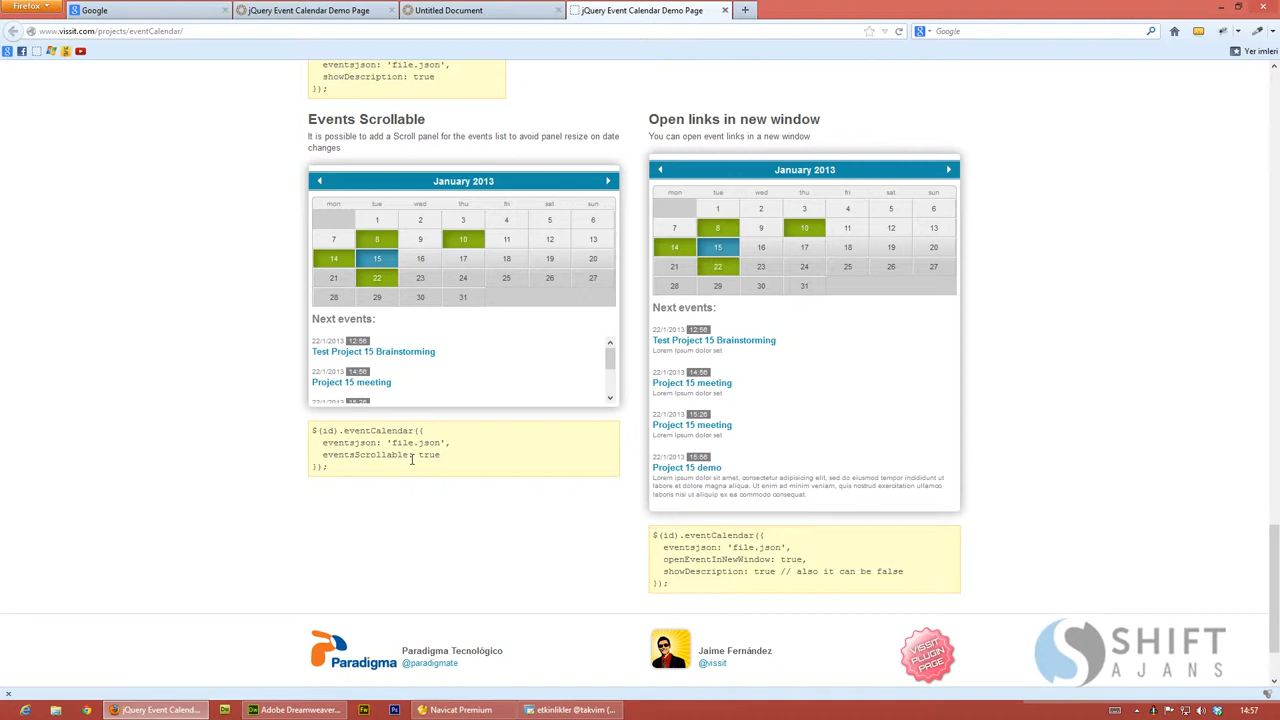 Firefox
Google
jQuery Event Calendar Demo Page
Untitled Document
jQuery Event Calendar Demo Page
www.vissit.com/projects/eventCalendar/
Google
Yer imleri
eventsjson: 'file.json',
showDescription: true
});
Events Scrollable
It is possible to add a Scroll panel for the events list to avoid panel resize on date
changes
January 2013
mon tue wed thu fri sat sun
1 2 3 4 5 6
7 8 9 10 11 12 13
14 15 16 17 18 19 20
21 22 23 24 25 26 27
28 29 30 31
Next events:
22/1/2013 12:56
Test Project 15 Brainstorming
22/1/2013 14:56
Project 15 meeting
22/1/2013 15:26
$(id).eventCalendar({
eventsjson: 'file.json',
eventsScrollable: true
});
Open links in new window
You can open event links in a new window
January 2013
mon tue wed thu fri sat sun
1 2 3 4 5 6
7 8 9 10 11 12 13
14 15 16 17 18 19 20
21 22 23 24 25 26 27
28 29 30 31
Next events:
22/1/2013 12:56
Test Project 15 Brainstorming
Lorem Ipsum dolor set
22/1/2013 14:56
Project 15 meeting
Lorem Ipsum dolor set
22/1/2013 15:26
Project 15 meeting
Lorem Ipsum dolor set
22/1/2013 15:56
Project 15 demo
Lorem ipsum dolor sit amet, consectetur adipisicing elit, sed do eiusmod tempor incididunt ut
labore et dolore magna aliqua. Ut enim ad minim veniam, quis nostrud exercitation ullamco
laboris nisi ut aliquip ex ea commodo consequat.
$(id).eventCalendar({
eventsjson: 'file.json',
openEventInNewWindow: true,
showDescription: true // also it can be false
});
Paradigma
Paradigma Tecnológico
@paradigmate
Jaime Fernández
@vissit
VISSIT
PLUGIN
PAGE
SHIFT
AJANS
jQuery Event Calend...
Adobe Dreamweaver...
Navicat Premium
etkinlikler @takvim (...
14:57